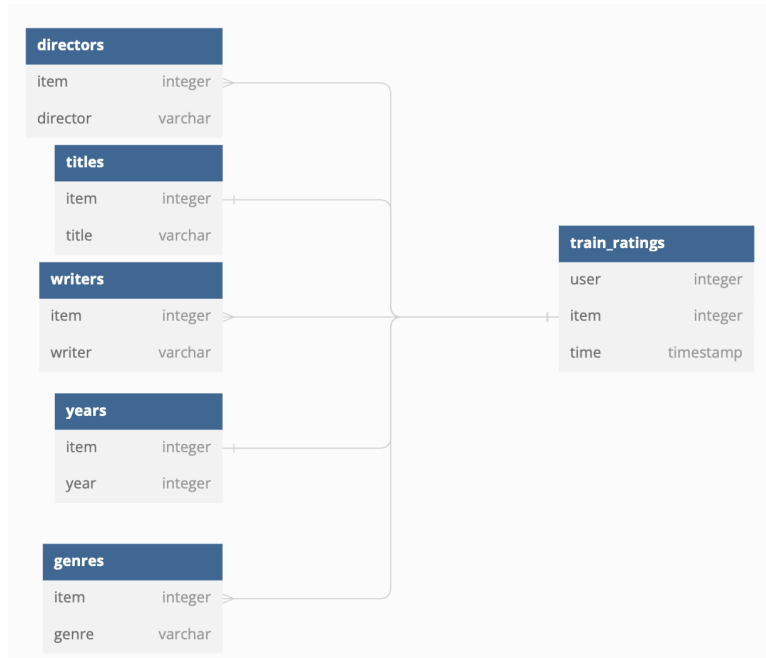 directors
item integer
director varchar
titles
item integer
title varchar
writers
item integer
writer varchar
years
item integer
year integer
genres
item integer
genre varchar
train_ratings
user integer
item integer
time timestamp